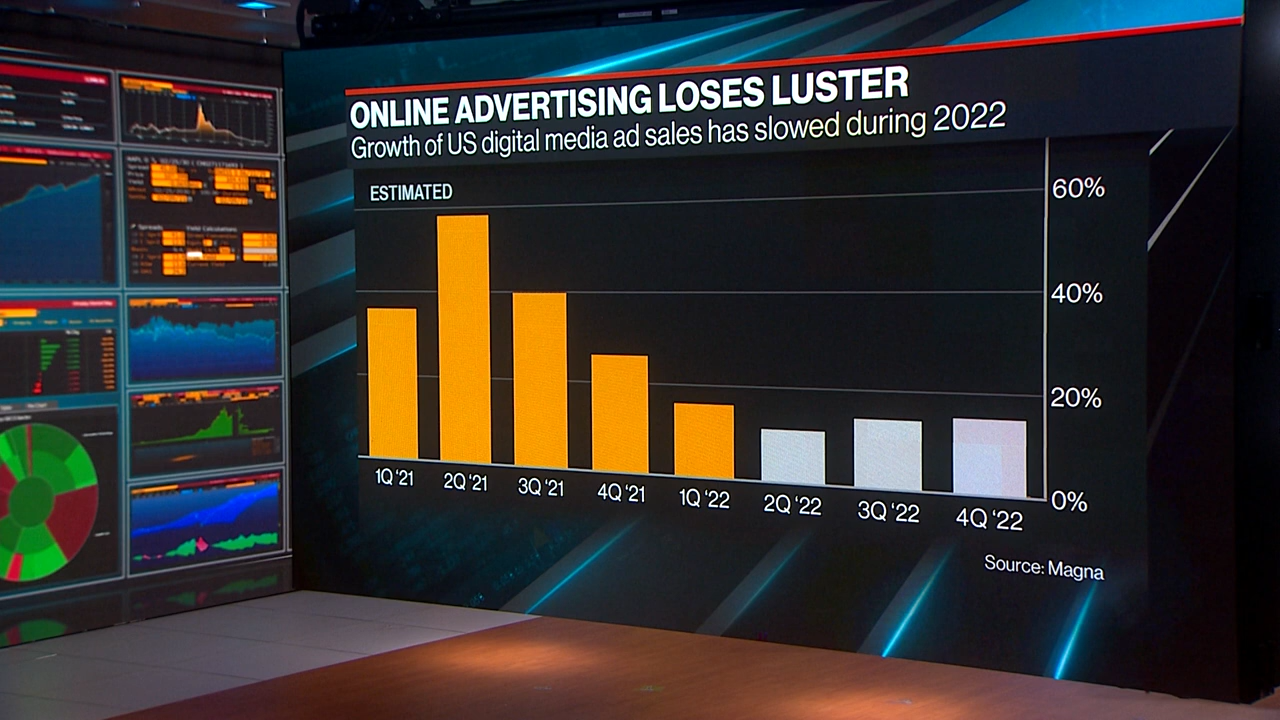 ONLINE ADVERTISING LOSES LUSTER
Growth of US digital media ad sales has slowed during 2022
ESTIMATED
60%
40%
20%
0%
1Q ‘21
2Q ‘21
3Q ‘21
4Q ‘21
1Q ‘22
2Q ‘22
3Q ‘22
4Q ‘22
Source: Magna